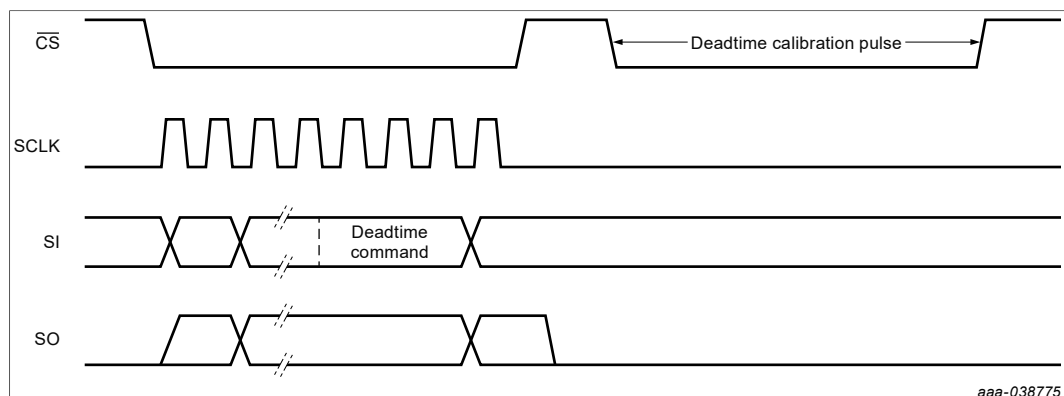 CS
Deadtime calibration pulse
SCLK
SI
Deadtime
command
SO
aaa-038775